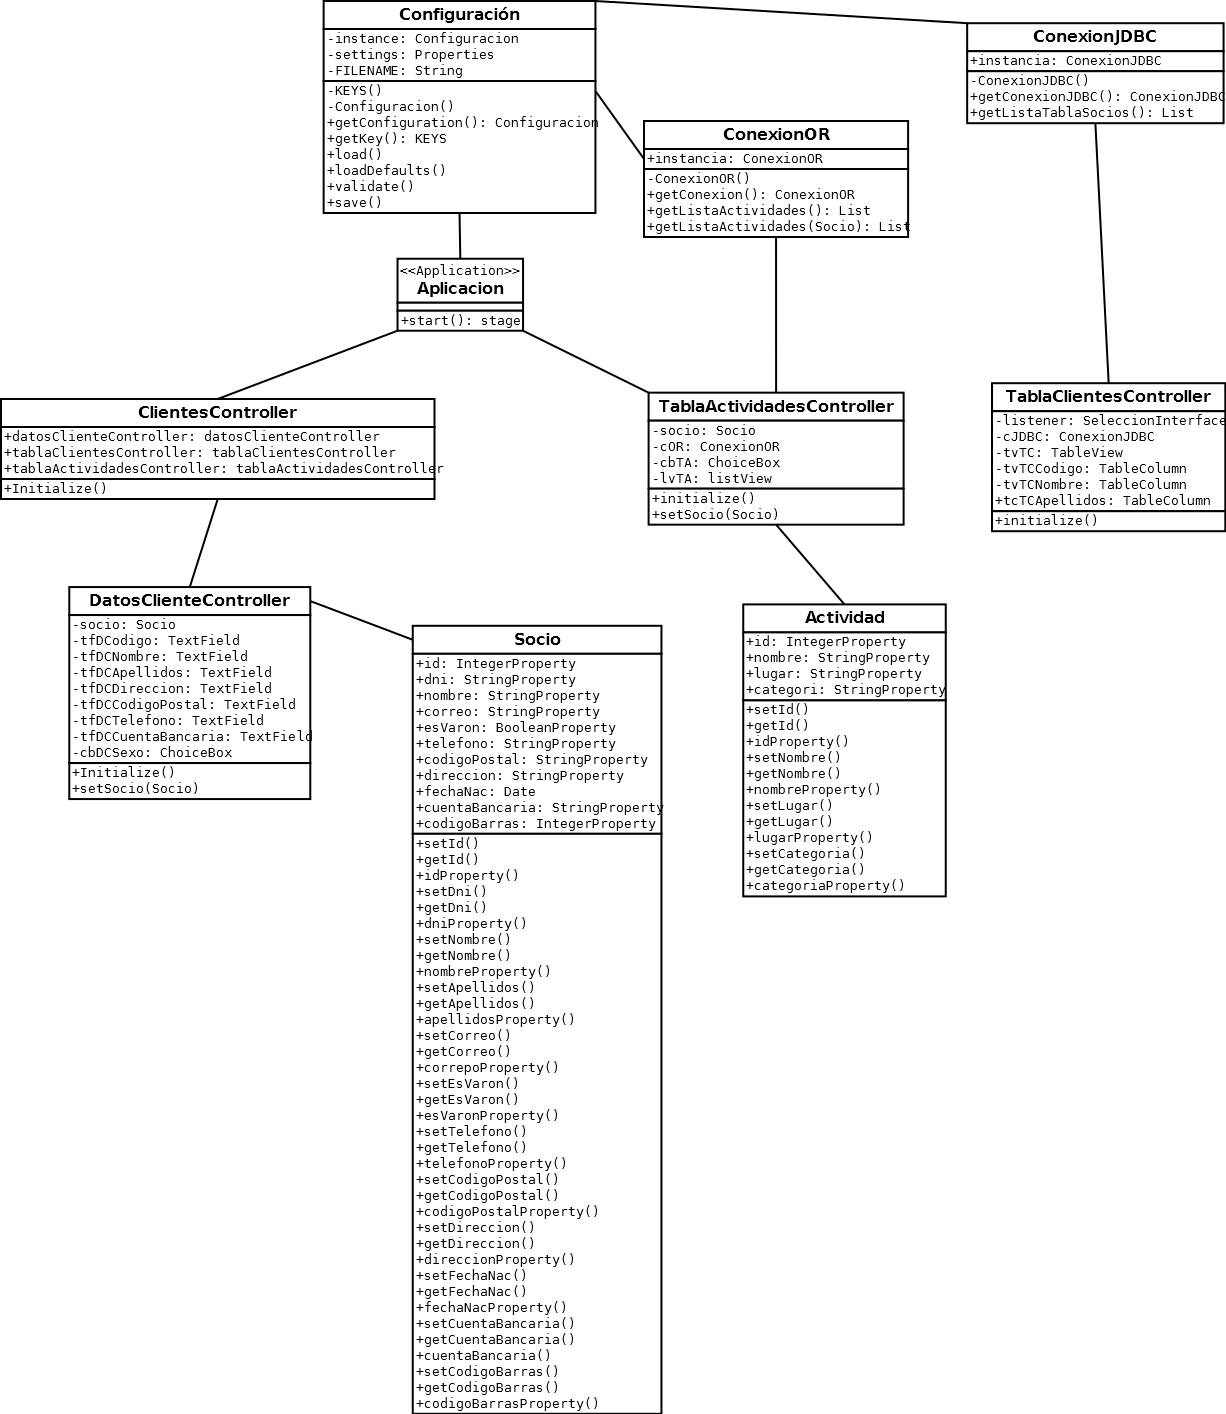 Configuración
-instance: Configuracion
-settings: Properties
-FILENAME: String
-KEYS()
-Configuracion()
+getConfiguration(): Configuracion
+getKey(): KEYS
+load()
+loadDefaults()
+validate()
+save()
ConexionJDBC
+instancia: ConexionJDBC
-ConexionJDBC()
+getConexionJDBC(): ConexionJDBC
+getListaTablaSocios(): List
ConexionOR
+instancia: ConexionOR
-ConexionOR()
+getConexion(): ConexionOR
+getListaActividades(): List
+getListaActividades(Socio): List
<<Application>>
Aplicacion
+start(): stage
ClientesController
+datosClienteController: datosClienteController
+tablaClientesController: tablaClientesController
+tablaActividadesController: tablaActividadesController
+Initialize()
TablaActividadesController
-socio: Socio
-cOR: ConexionOR
-cbTA: ChoiceBox
-lvTA: listView
+initialize()
+setSocio(Socio)
TablaClientesController
-listener: SeleccionInterface
-cJDBC: ConexionJDBC
-tvTC: TableView
-tvTCCodigo: TableColumn
-tvTCNombre: TableColumn
+tcTCApellidos: TableColumn
+initialize()
DatosClienteController
-socio: Socio
-tfDCodigo: TextField
-tfDCNombre: TextField
-tfDCApellidos: TextField
-tfDCDireccion: TextField
-tfDCCodigoPostal: TextField
-tfDCTelefono: TextField
-tfDCCuentaBancaria: TextField
-cbDCSexo: ChoiceBox
+Initialize()
+setSocio(Socio)
Socio
+id: IntegerProperty
+dni: StringProperty
+nombre: StringProperty
+correo: StringProperty
+esVaron: BooleanProperty
+telefono: StringProperty
+codigoPostal: StringProperty
+direccion: StringProperty
+fechaNac: Date
+cuentaBancaria: StringProperty
+codigoBarras: IntegerProperty
+setId()
+getId()
+idProperty()
+setDni()
+getDni()
+dniProperty()
+setNombre()
+getNombre()
+nombreProperty()
+setApellidos()
+getApellidos()
+apellidosProperty()
+setCorreo()
+getCorreo()
+correpoProperty()
+setEsVaron()
+getEsVaron()
+esVaronProperty()
+setTelefono()
+getTelefono()
+telefonoProperty()
+setCodigoPostal()
+getCodigoPostal()
+codigoPostalProperty()
+setDireccion()
+getDireccion()
+direccionProperty()
+setFechaNac()
+getFechaNac()
+fechaNacProperty()
+setCuentaBancaria()
+getCuentaBancaria()
+cuentaBancaria()
+setCodigoBarras()
+getCodigoBarras()
+codigoBarrasProperty()
Actividad
+id: IntegerProperty
+nombre: StringProperty
+lugar: StringProperty
+categori: StringProperty
+setId()
+getId()
+idProperty()
+setNombre()
+getNombre()
+nombreProperty()
+setLugar()
+getLugar()
+lugarProperty()
+setCategoria()
+getCategoria()
+categoriaProperty()